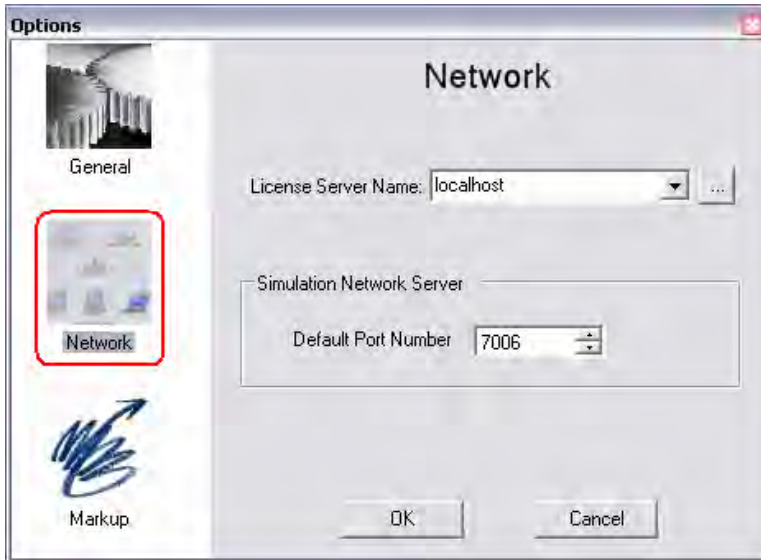 Options
General
Network
Markup
Network
License Server Name: localhost
...
Simulation Network Server
Default Port Number 7006
OK Cancel